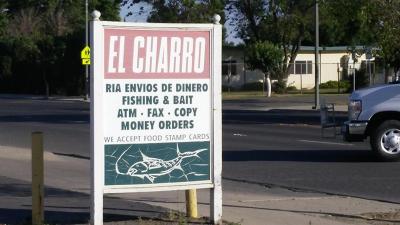 EL CHARRO
RIA ENVIOS DE DINERO
FISHING & BAIT
ATM - FAX - COPY
MONEY ORDERS
WE ACCEPT FOOD STAMP CARDS